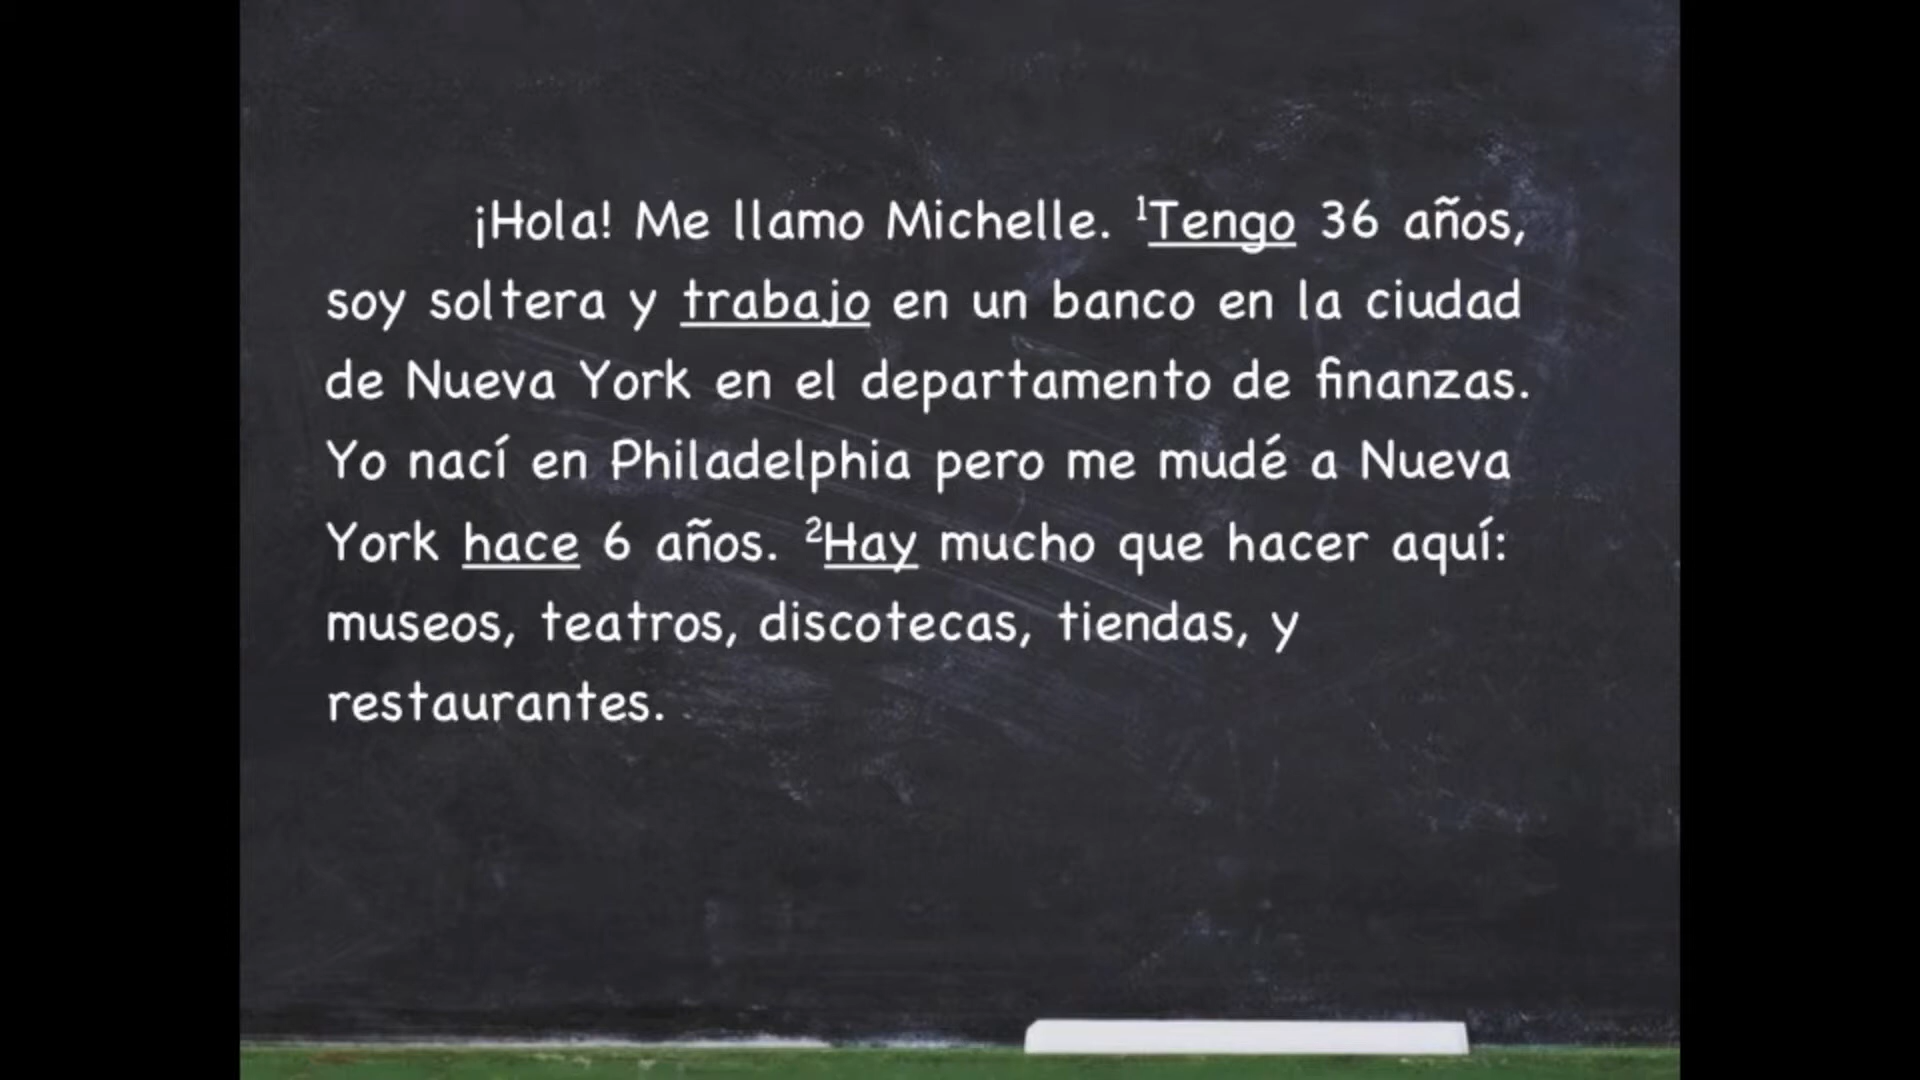 ¡Hola! Me llamo Michelle. ¹Tengo 36 años,
soy soltera y trabajo en un banco en la ciudad
de Nueva York en el departamento de finanzas.
Yo nací en Philadelphia pero me mudé a Nueva
York hace 6 años. ²Hay mucho que hacer aquí:
museos, teatros, discotecas, tiendas, y
restaurantes.